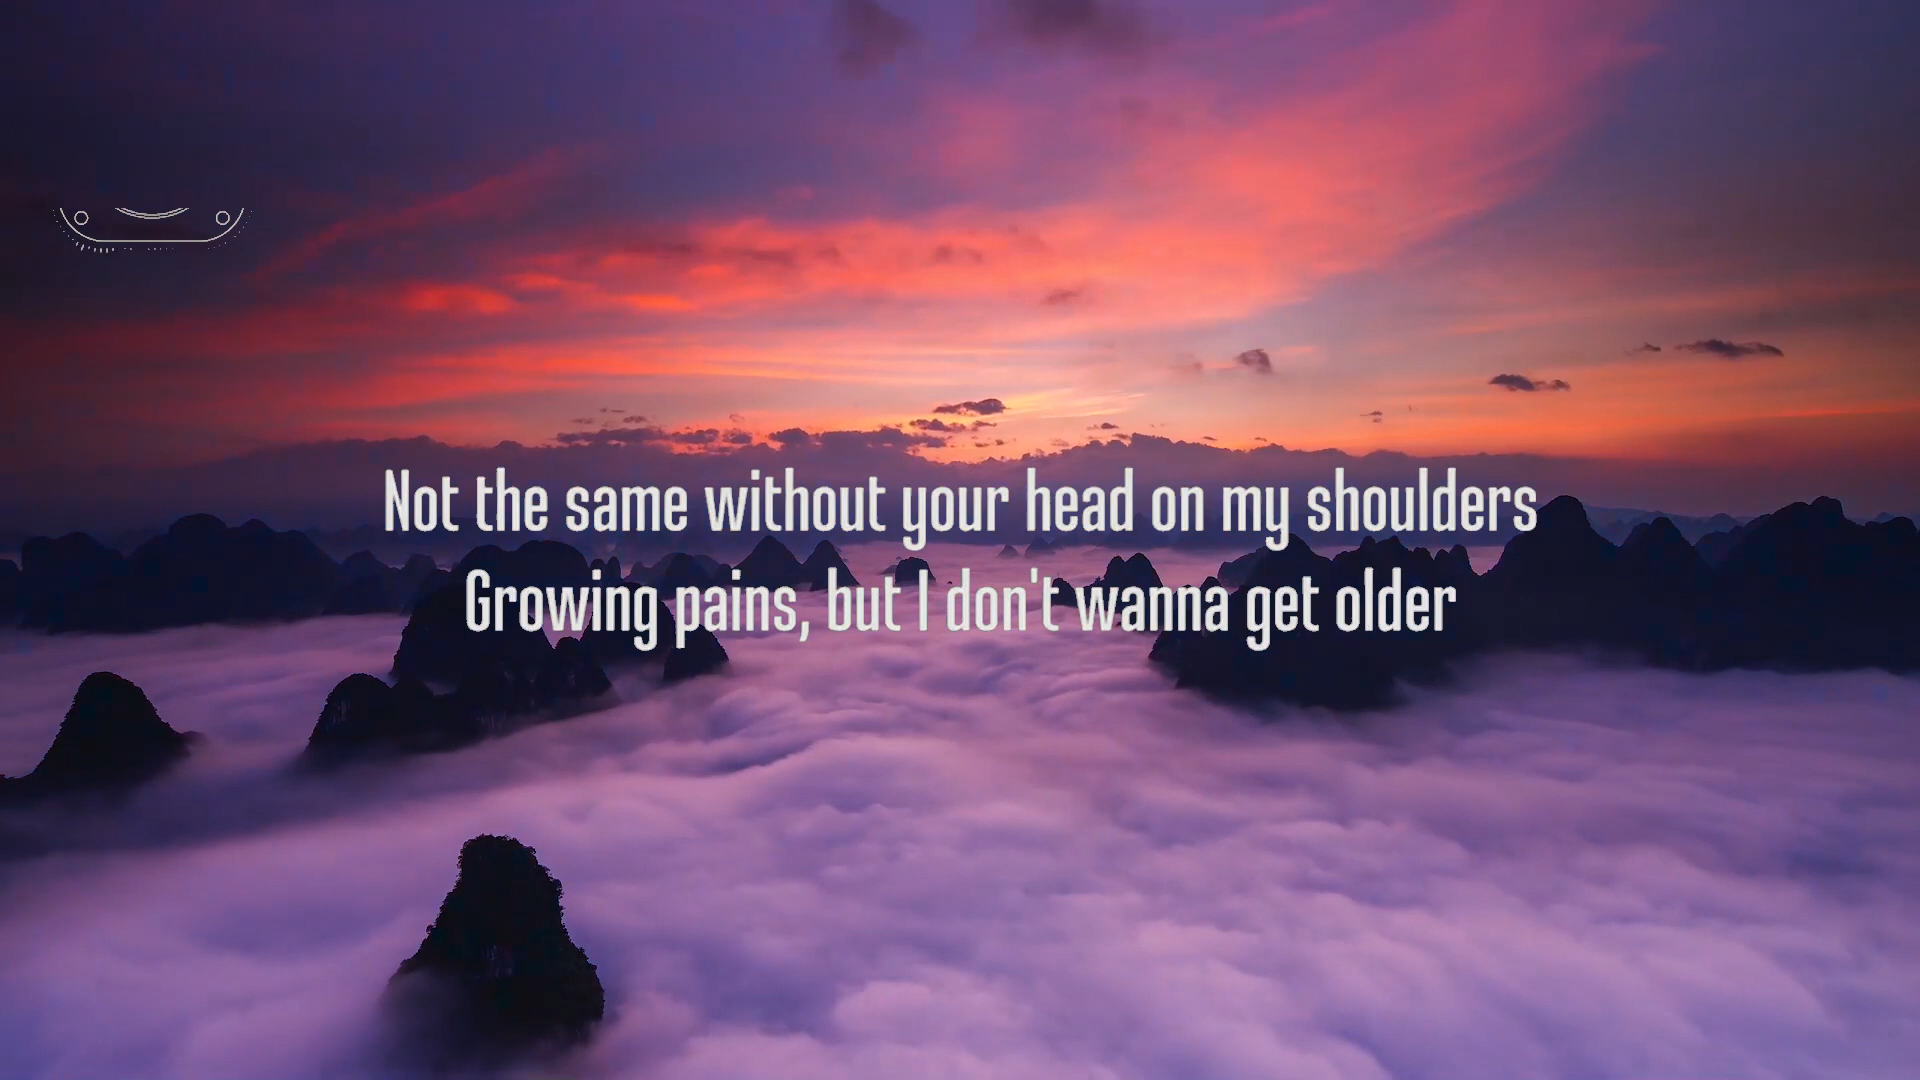 Not the same without your head on my shoulders
Growing pains, but I don't wanna get older